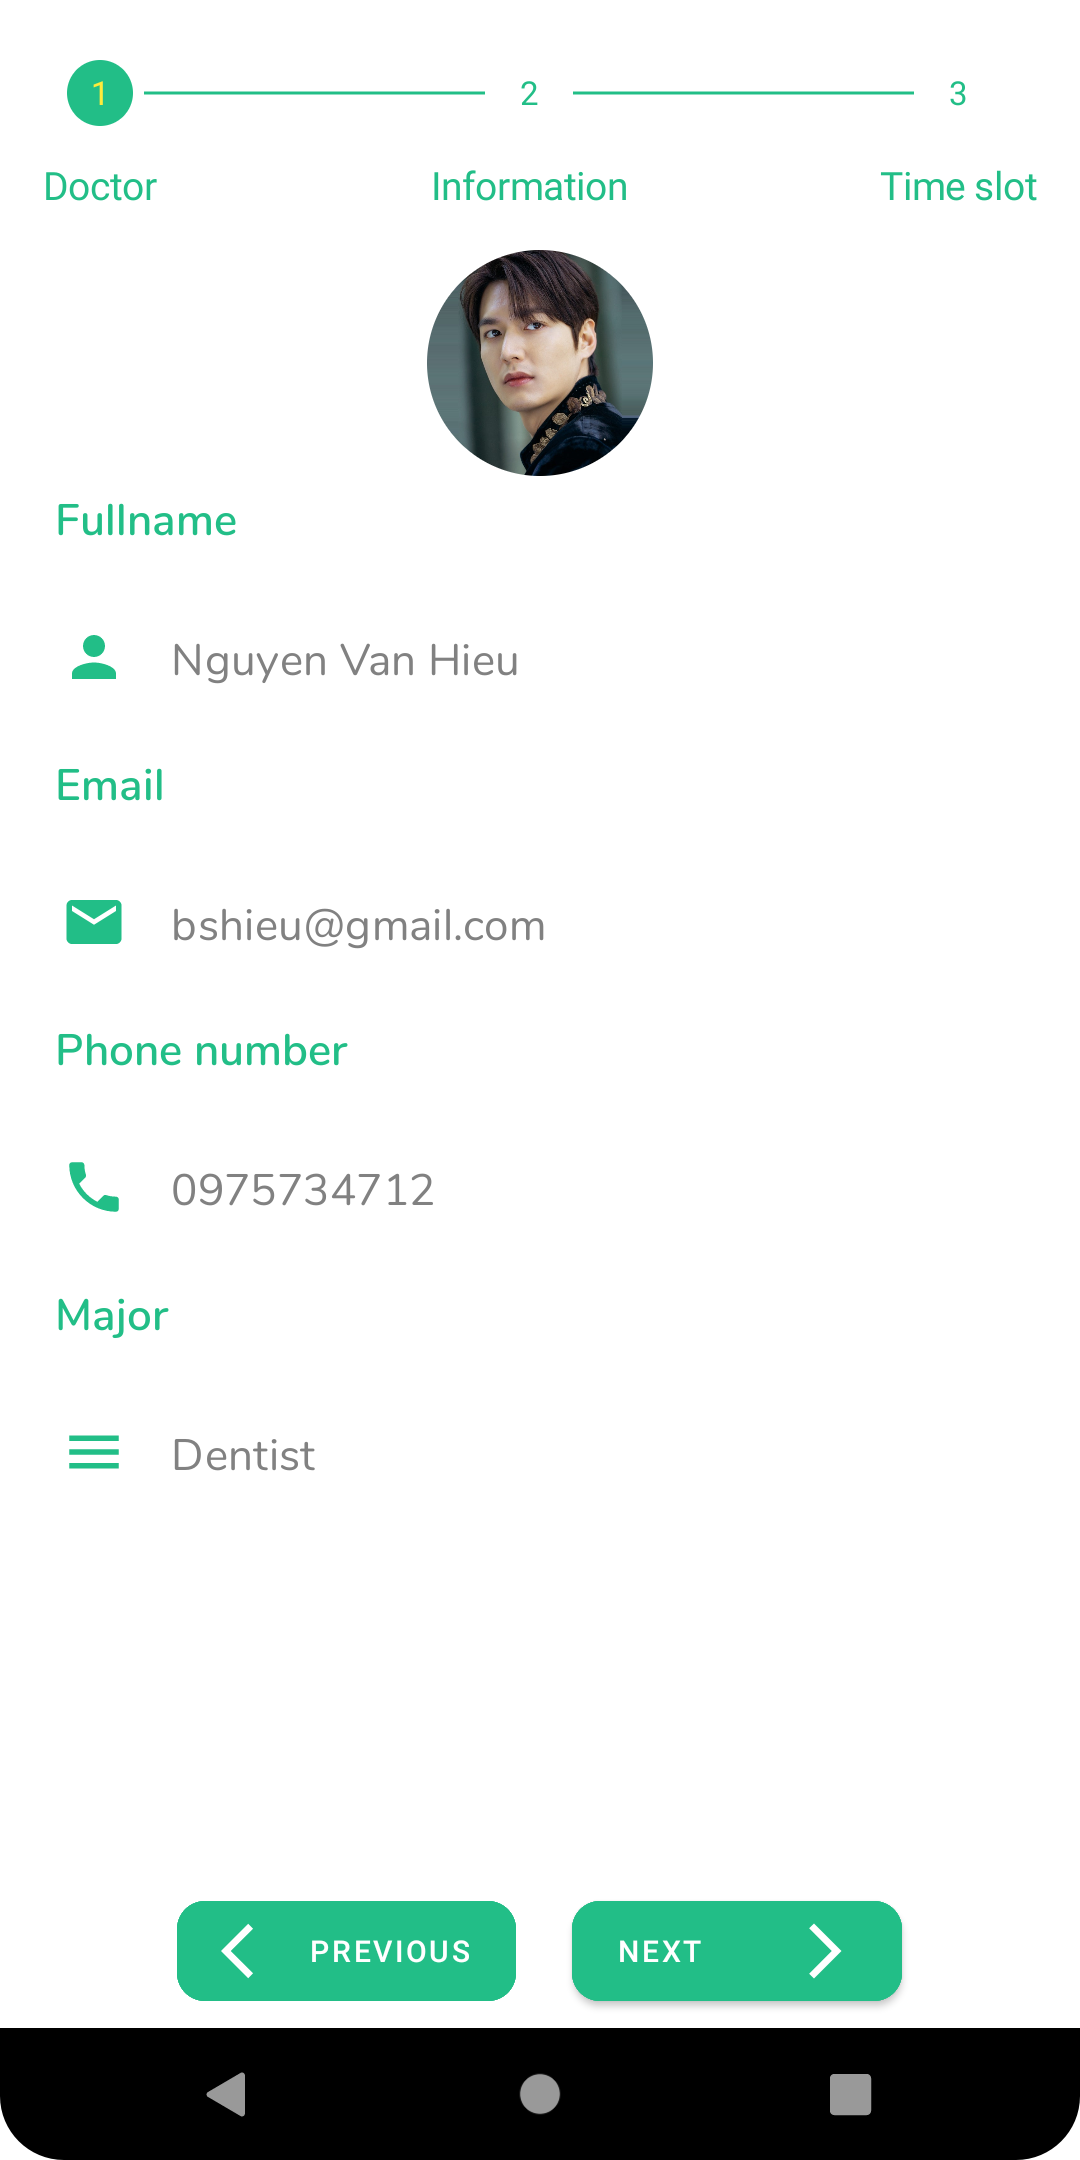 1 2 3
Doctor Information Time slot
Fullname
Nguyen Van Hieu
Email
bshieu@gmail.com
Phone number
0975734712
Major
Dentist
PREVIOUS NEXT